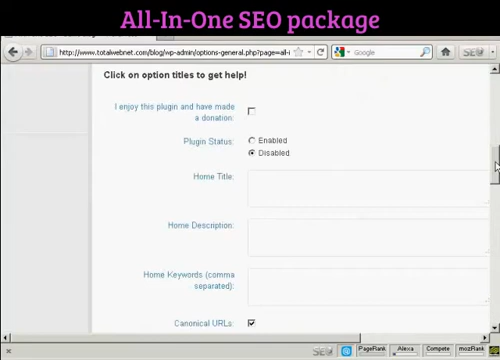 All-In-One SEO package
http://www.totalwebnet.com/blog/wp-admin/options-general.php?page=all-i
Google
SEO
Click on option titles to get help!
I enjoy this plugin and have made
a donation:
Plugin Status:
Enabled
Disabled
Home Title:
Home Description:
Home Keywords (comma
separated):
Canonical URLs:
SEO
PageRank
Alexa
Compete
mozRank